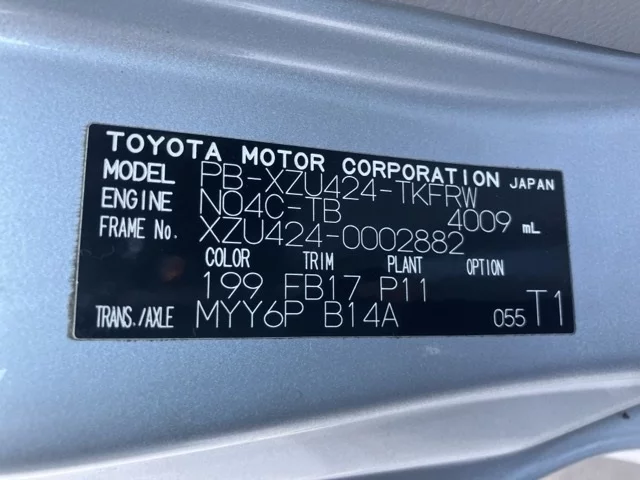 TOYOTA MOTOR CORPORATION JAPAN
MODEL PB-XZU424-TKFRW
ENGINE N04C-TB 4009 mL
FRAME No. XZU424-0002882
COLOR TRIM PLANT OPTION
199 FB17 P11
TRANS./AXLE MYY6P B14A 055 T1